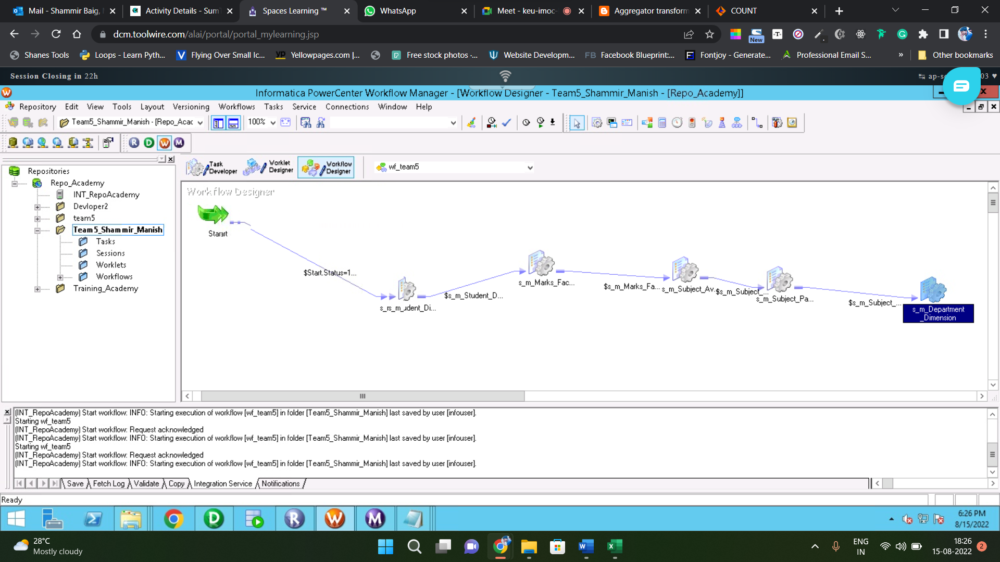 Mail - Shammir Baig,
Activity Details - SumT
Spaces Learning ™
WhatsApp
Meet - keu-imoc-
Aggregator transform
COUNT
dcm.toolwire.com/alai/portal/portal_mylearning.jsp
New
Shanes Tools
Loops - Learn Pyth...
Flying Over Small Ic...
Yellowpages.com |...
Free stock photos ·...
Website Developm...
FB Facebook Blueprint:...
Fontjoy - Generate...
Professional Email S...
»
Other bookmarks
Session Closing in 22h
03 ♥
Informatica PowerCenter Workflow Manager - [Workflow Designer - Team5_Shammir_Manish - [Repo_Academy]]
Repository Edit View Tools Layout Versioning Workflows Tasks Service Connections Window Help
Team5_Shammir_Manish - [Repo_Acac
100%
R D W M
Repositories
Repo_Academy
INT_RepoAcademy
Devloper2
team5
Team5_Shammir_Manish
Tasks
Sessions
Worklets
Workflows
Training_Academy
Task Developer
Worklet Designer
Workflow Designer
wf_team5
Workflow Designer
$Start.Status=1...
$s_m_Student_D...
s_m_Marks_Fac...
$s_m_Marks_Fa...
s_m_Subject_Av...
$s_m_Subject_...
s_m_Subject_Pa...
$s_m_Subject_...
s_m_Department
_Dimension
(INT_RepoAcademy) Start workflow: INFO: Starting execution of workflow [wf_team5] in folder [Team5_Shammir_Manish] last saved by user [infouser].
Starting wf_team5
(INT_RepoAcademy) Start workflow: Request acknowledged
(INT_RepoAcademy) Start workflow: INFO: Starting execution of workflow [wf_team5] in folder [Team5_Shammir_Manish] last saved by user [infouser].
Starting wf_team5
(INT_RepoAcademy) Start workflow: Request acknowledged
(INT_RepoAcademy) Start workflow: INFO: Starting execution of workflow [wf_team5] in folder [Team5_Shammir_Manish] last saved by user [infouser].
Save Fetch Log Validate Copy Integration Service Notifications
Ready
6:26 PM
8/15/2022
28°C
Mostly cloudy
ENG
IN
18:26
15-08-2022
2